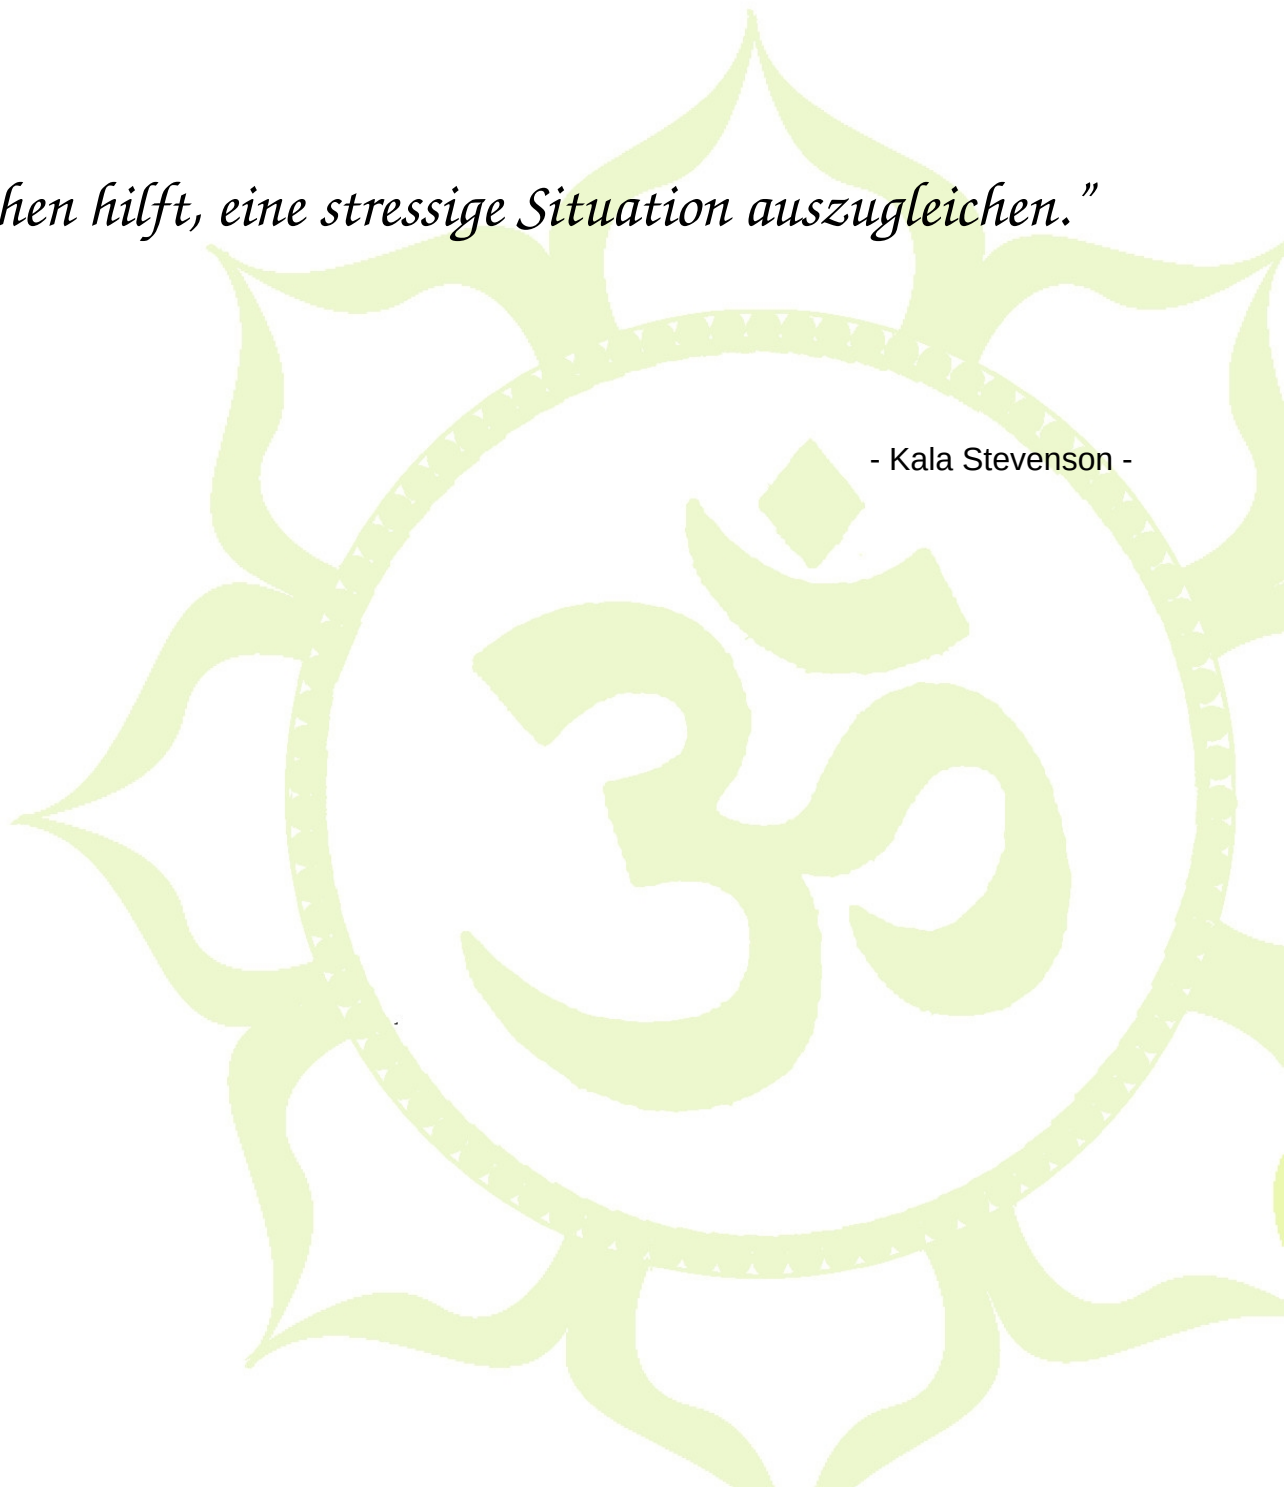 hen hilft, eine stressige Situation auszugleichen.”
- Kala Stevenson -
ॐ